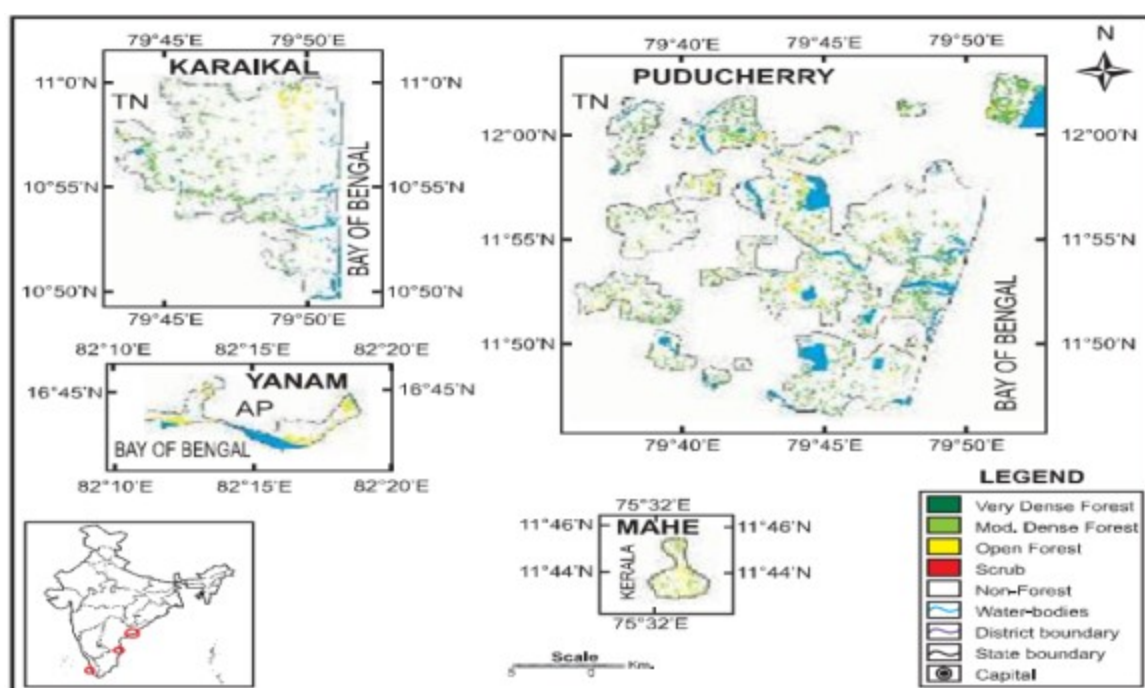 79°45'E 79°50'E
KARAIKAL
11°0'N
TN
10°55'N
10°50'N
BAY OF BENGAL
11°0'N
10°55'N
10°50'N
79°45'E 79°50'E
79°40'E 79°45'E 79°50'E
N
PUDUCHERRY
TN
12°00'N
11°55'N
11°50'N
BAY OF BENGAL
12°00'N
11°55'N
11°50'N
79°40'E 79°45'E 79°50'E
82°10'E 82°15'E 82°20'E
YANAM
16°45'N
16°45'N
AP
BAY OF BENGAL
82°10'E 82°15'E 82°20'E
75°32'E
MAHE
11°46'N
11°44'N
KERALA
11°46'N
11°44'N
75°32'E
LEGEND
Very Dense Forest
Mod. Dense Forest
Open Forest
Scrub
Non-Forest
Water-bodies
District boundary
State boundary
Capital
Scale
5 0 Km.